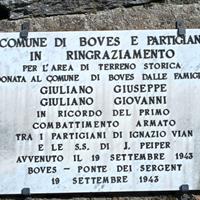 COMUNE DI BOVES E PARTIGIANI
IN RINGRAZIAMENTO
PER L'AREA DI TERRENO STORICA
DONATA AL COMUNE DI BOVES DALLE FAMIGLIE
GIULIANO GIUSEPPE
GIULIANO GIOVANNI
IN RICORDO DEL PRIMO
COMBATTIMENTO ARMATO
TRA I PARTIGIANI DI IGNAZIO VIAN
E LE S.S. DI J. PEIPER
AVVENUTO IL 19 SETTEMBRE 1943
BOVES - PONTE DEI SERGENT
19 SETTEMBRE 1943